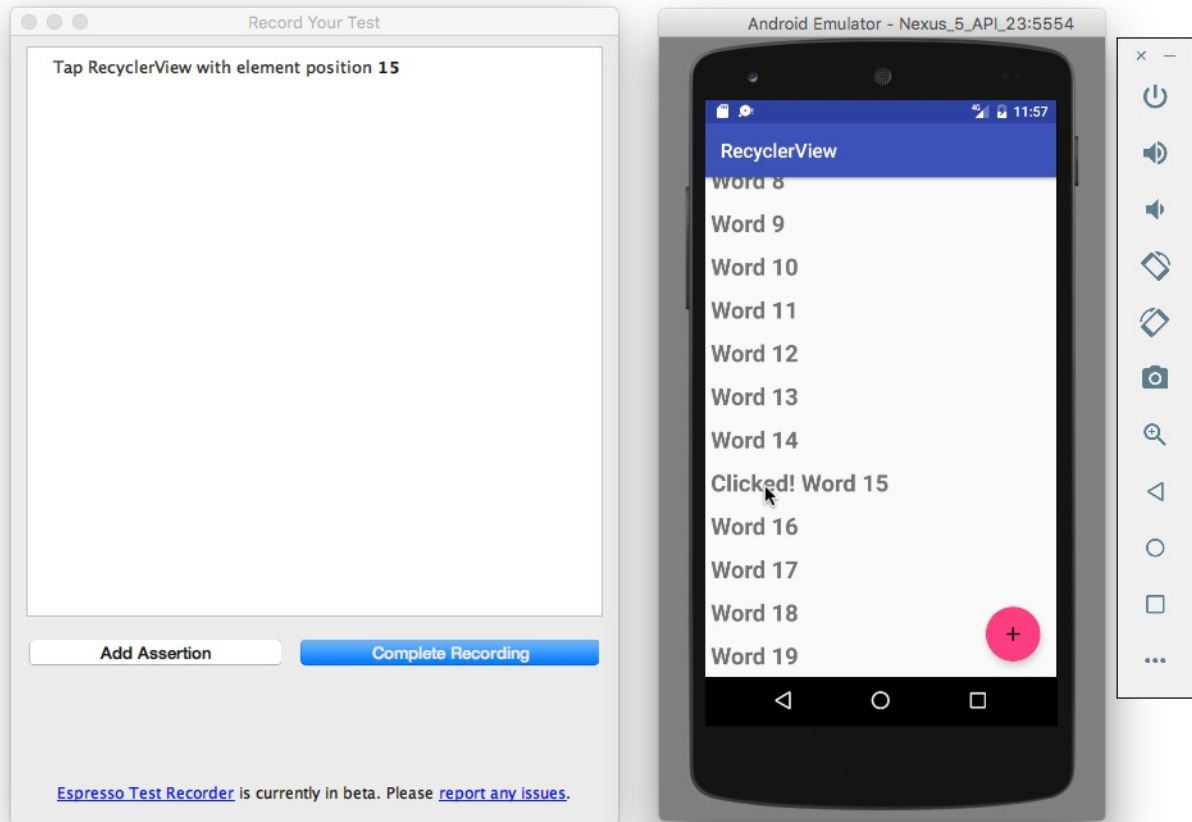 Record Your Test
Tap RecyclerView with element position 15
Add Assertion
Complete Recording
Espresso Test Recorder is currently in beta. Please report any issues.
Android Emulator - Nexus_5_API_23:5554
4G 11:57
RecyclerView
Word 8
Word 9
Word 10
Word 11
Word 12
Word 13
Word 14
Clicked! Word 15
Word 16
Word 17
Word 18
Word 19
+